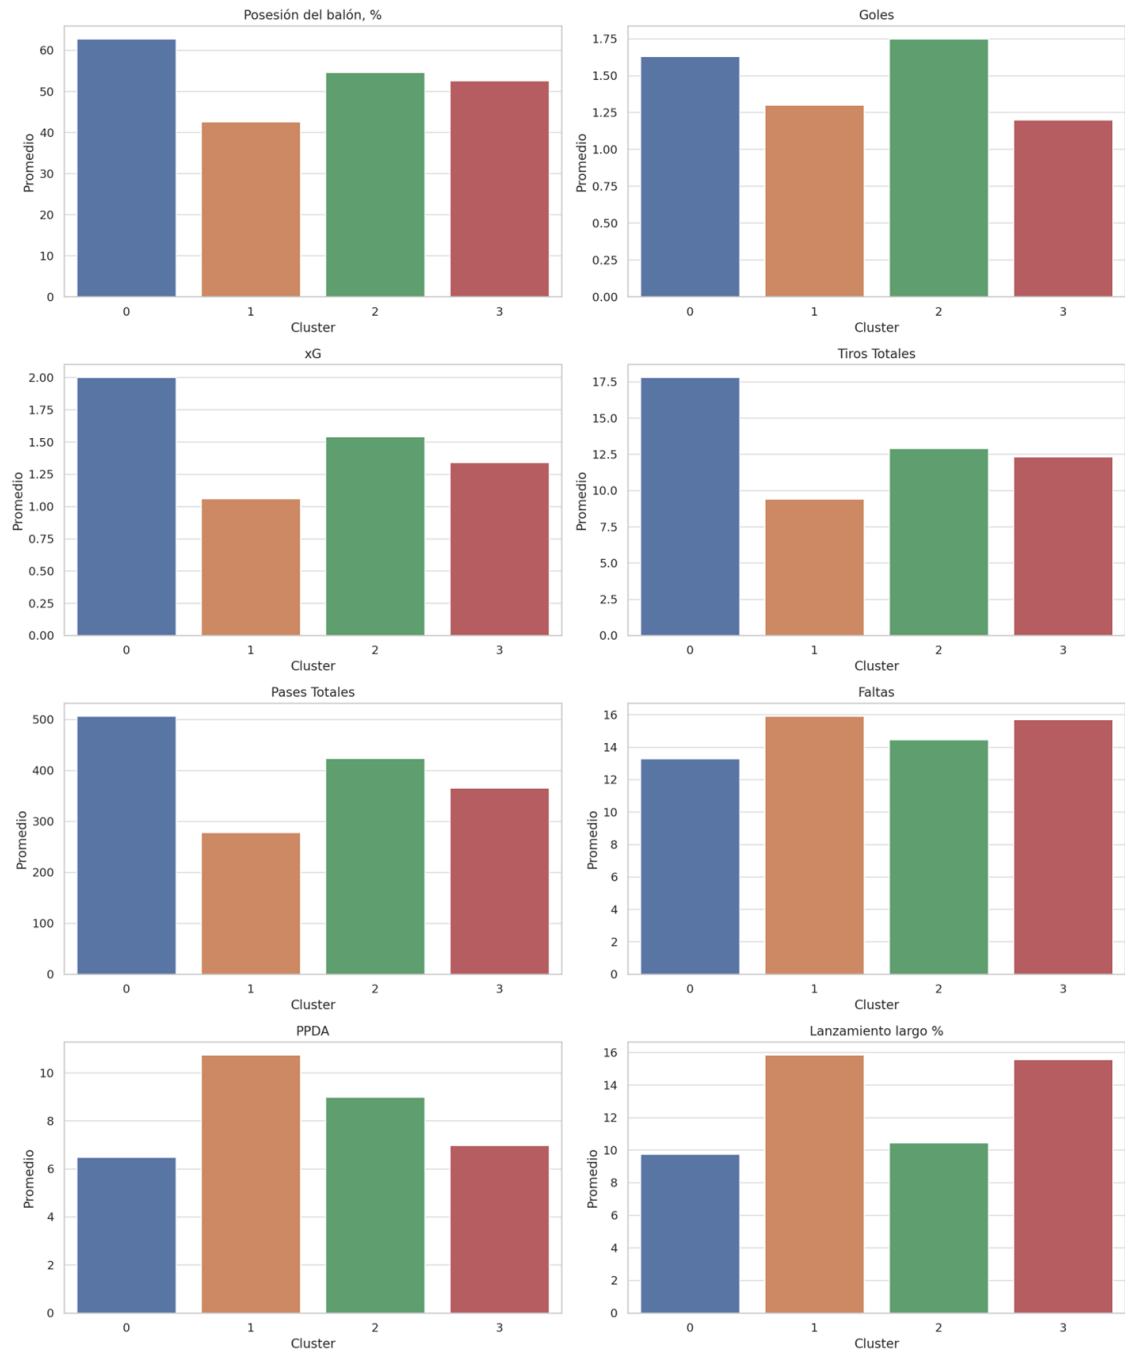 Posesión del balón, %
Promedio
60
50
40
30
20
10
0
0 1 2 3
Cluster
Goles
Promedio
1.75
1.50
1.25
1.00
0.75
0.50
0.25
0.00
0 1 2 3
Cluster
xG
Promedio
2.00
1.75
1.50
1.25
1.00
0.75
0.50
0.25
0.00
0 1 2 3
Cluster
Tiros Totales
Promedio
17.5
15.0
12.5
10.0
7.5
5.0
2.5
0.0
0 1 2 3
Cluster
Pases Totales
Promedio
500
400
300
200
100
0
0 1 2 3
Cluster
Faltas
Promedio
16
14
12
10
8
6
4
2
0
0 1 2 3
Cluster
PPDA
Promedio
10
8
6
4
2
0
0 1 2 3
Cluster
Lanzamiento largo %
Promedio
16
14
12
10
8
6
4
2
0
0 1 2 3
Cluster